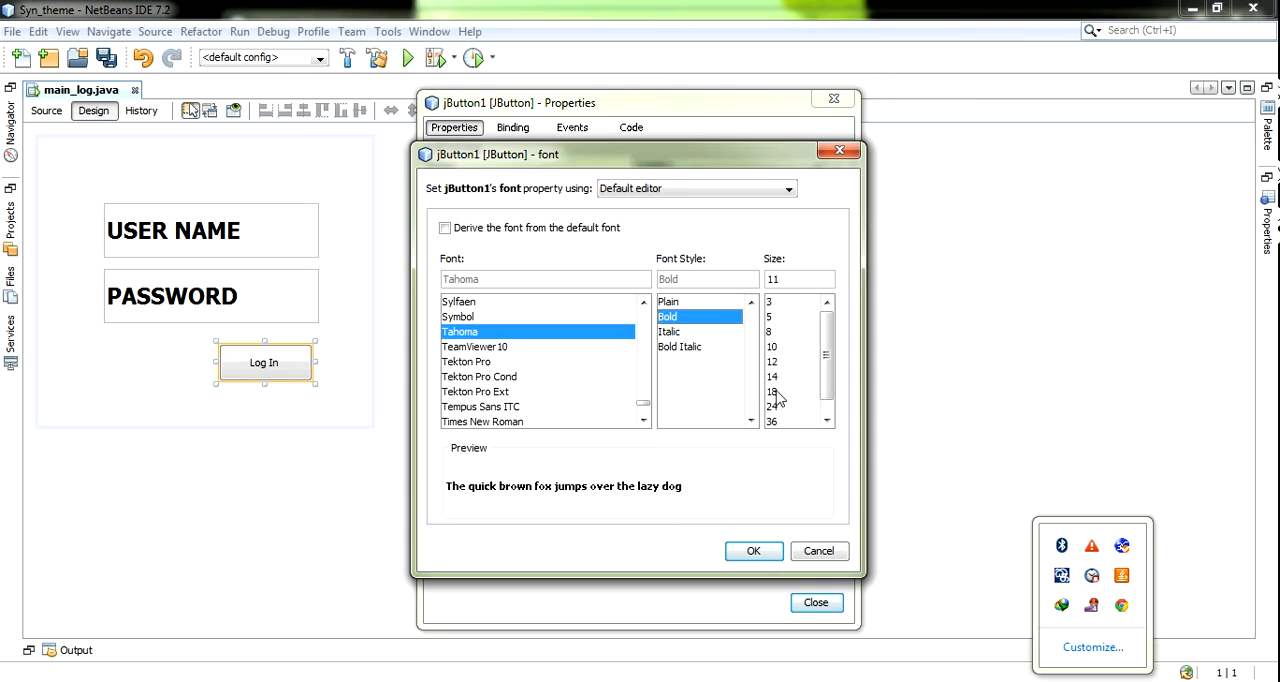 Syn_theme - NetBeans IDE 7.2
File Edit View Navigate Source Refactor Run Debug Profile Team Tools Window Help
Search (Ctrl+I)
<default config>
main_log.java
Source Design History
Navigator
Projects
Files
Services
Palette
Properties
jButton1 [JButton] - Properties
Properties Binding Events Code
jButton1 [JButton] - font
Set jButton1's font property using: Default editor
Derive the font from the default font
Font: Font Style: Size:
Tahoma Bold 11
Sylfaen
Symbol
Tahoma
TeamViewer10
Tekton Pro
Tekton Pro Cond
Tekton Pro Ext
Tempus Sans ITC
Times New Roman
Plain
Bold
Italic
Bold Italic
3
5
8
10
12
14
18
24
36
Preview
The quick brown fox jumps over the lazy dog
OK Cancel
Close
USER NAME
PASSWORD
Log In
Customize...
Output
1 | 1